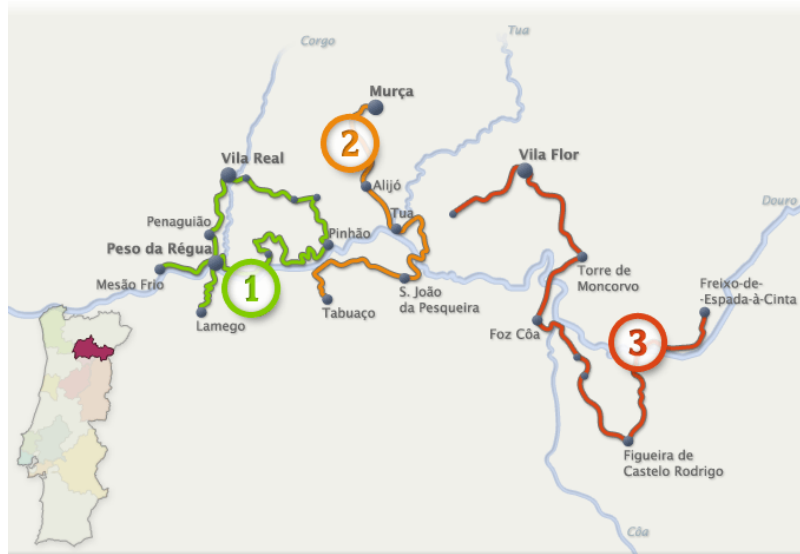 Tua
Corgo
Murça
2
Vila Real
Vila Flor
Alijó
Douro
Penaguião
Tua
Pinhão
Peso da Régua
Torre de
Moncorvo
Mesão Frio
1
Freixo-de-
-Espada-à-Cinta
Lamego
Tabuaço
S. João
da Pesqueira
Foz Côa
3
Figueira de
Castelo Rodrigo
Côa